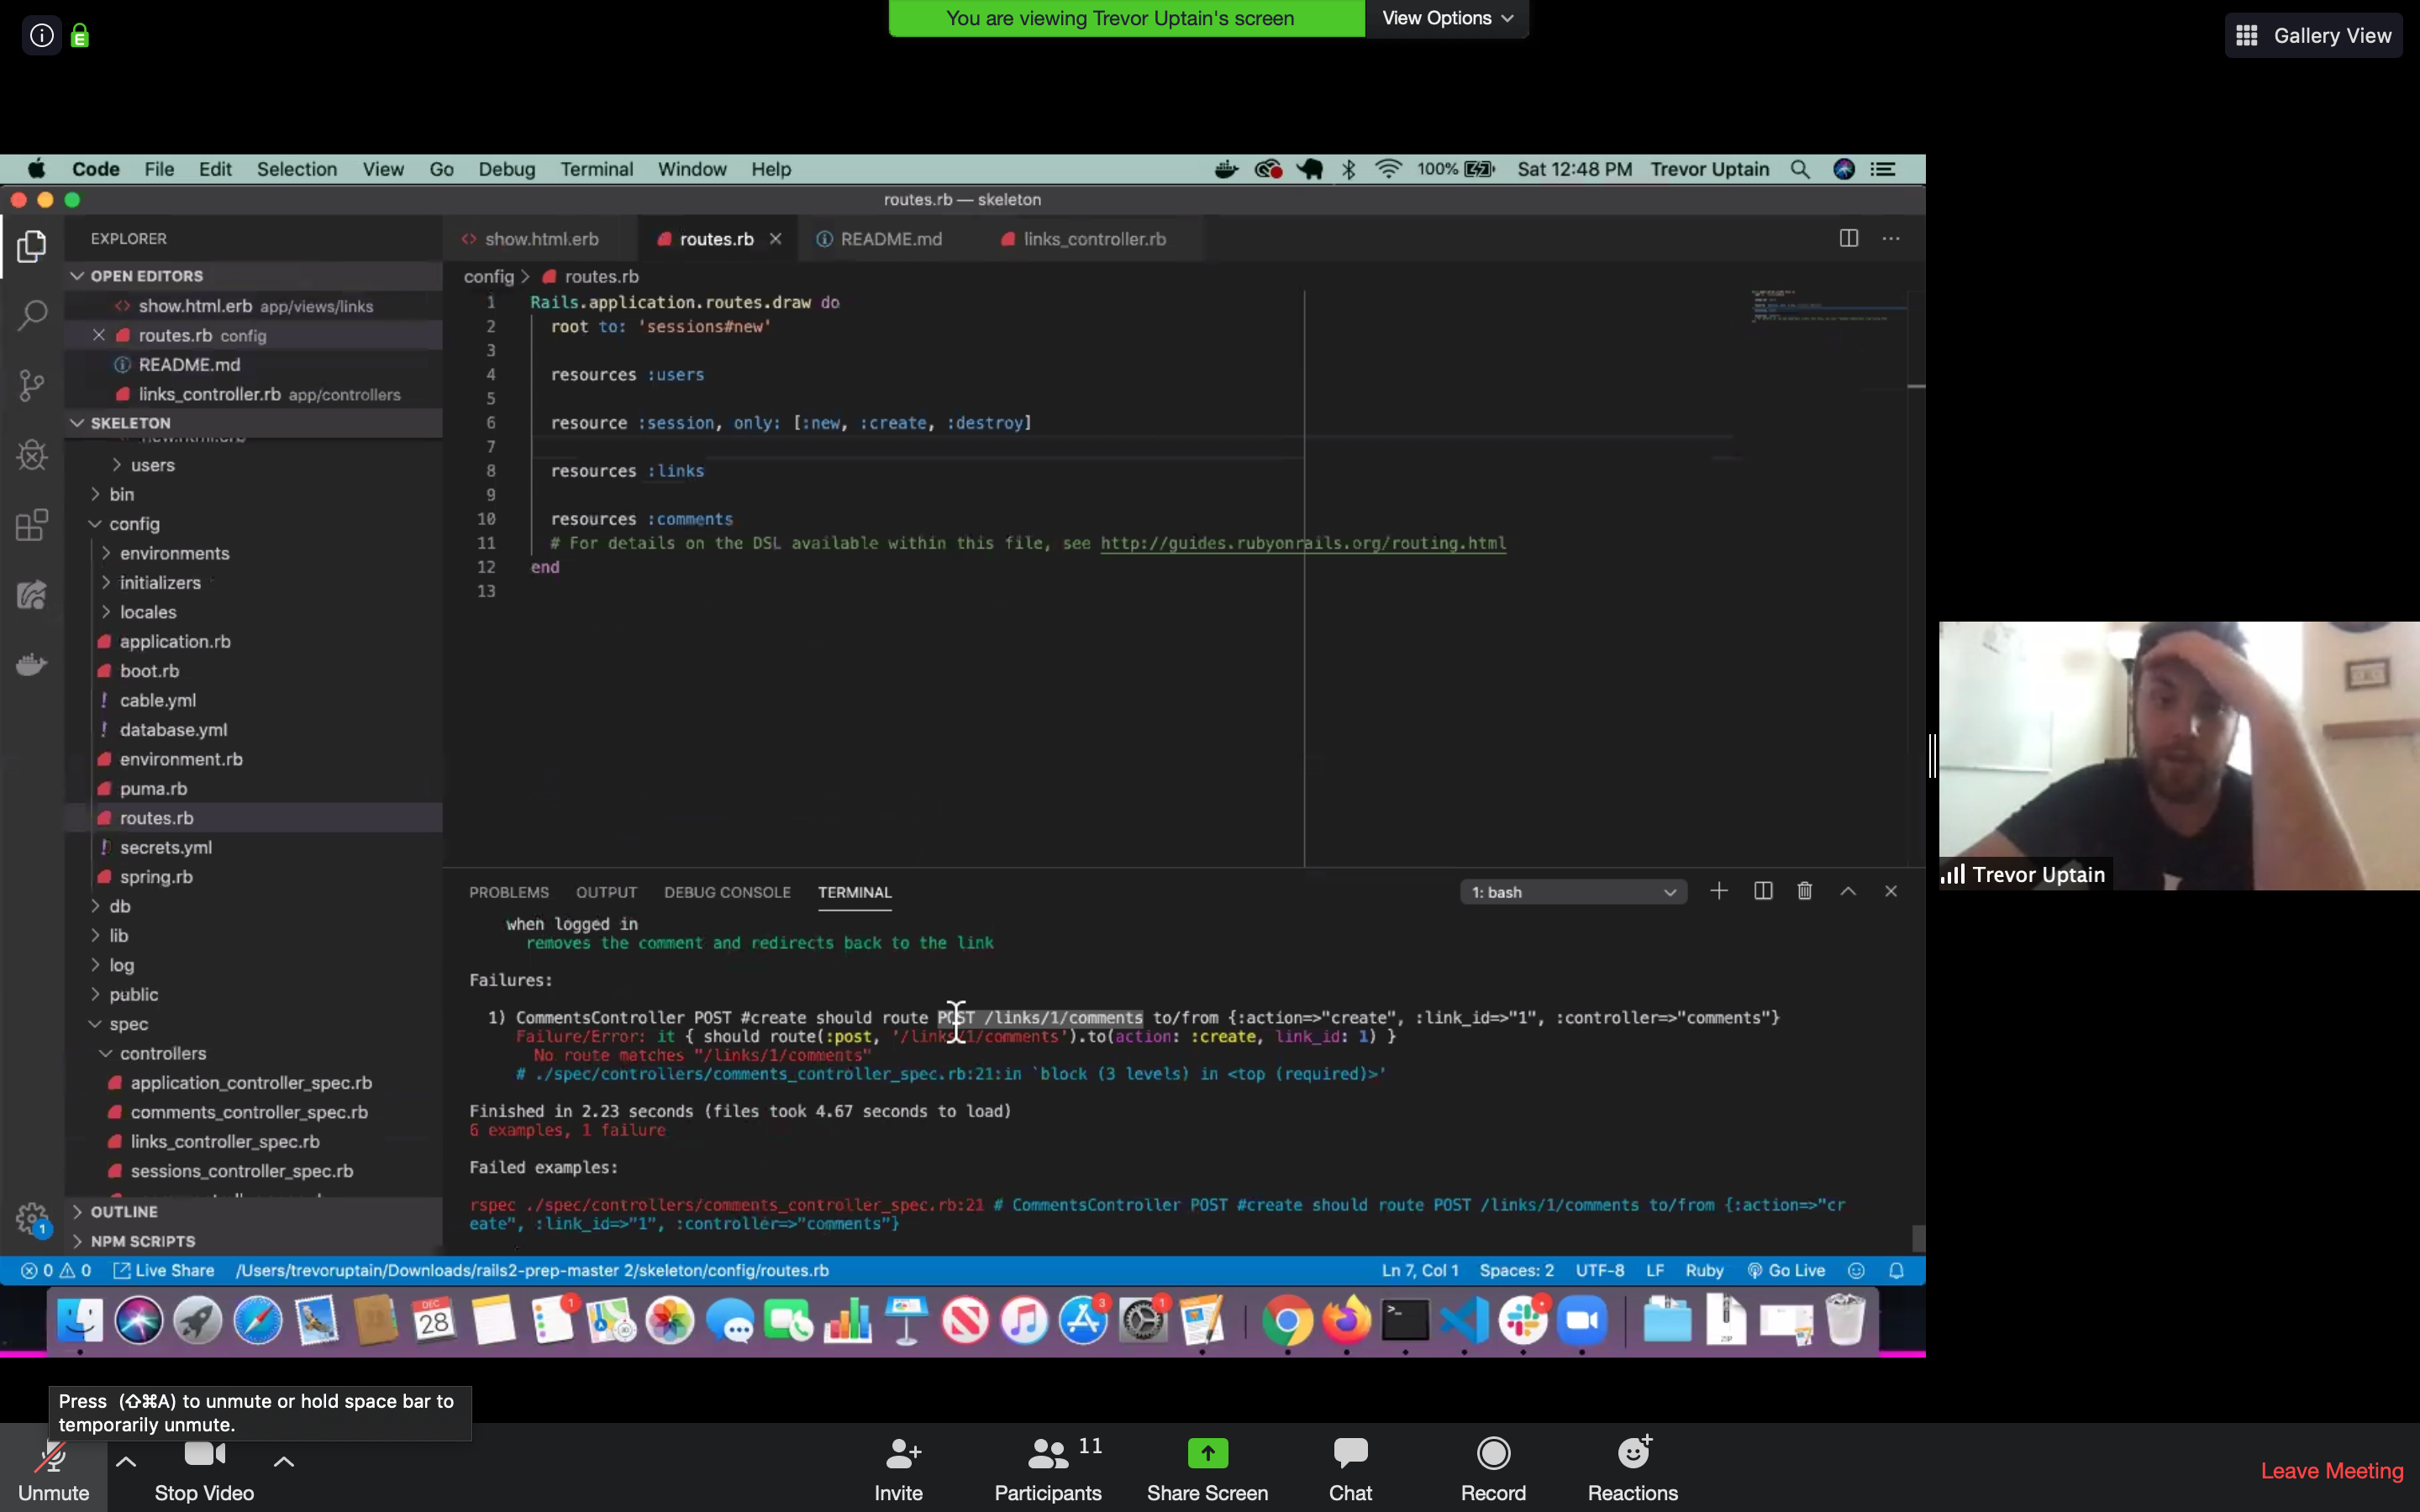 You are viewing Trevor Uptain's screen View Options
Gallery View
Code File Edit Selection View Go Debug Terminal Window Help 100% Sat 12:48 PM Trevor Uptain
routes.rb — skeleton
EXPLORER
show.html.erb routes.rb README.md links_controller.rb
OPEN EDITORS
show.html.erb app/views/links
routes.rb config
README.md
links_controller.rb app/controllers
SKELETON
users
bin
config
environments
initializers
locales
application.rb
boot.rb
cable.yml
database.yml
environment.rb
puma.rb
routes.rb
secrets.yml
spring.rb
db
lib
log
public
spec
controllers
application_controller_spec.rb
comments_controller_spec.rb
links_controller_spec.rb
sessions_controller_spec.rb
OUTLINE
NPM SCRIPTS
config > routes.rb
1 Rails.application.routes.draw do
2 root to: 'sessions#new'
3
4 resources :users
5
6 resource :session, only: [:new, :create, :destroy]
7
8 resources :links
9
10 resources :comments
11 # For details on the DSL available within this file, see http://guides.rubyonrails.org/routing.html
12 end
13
PROBLEMS OUTPUT DEBUG CONSOLE TERMINAL 1: bash
when logged in
removes the comment and redirects back to the link
Failures:
1) CommentsController POST #create should route POST /links/1/comments to/from {:action=>"create", :link_id=>"1", :controller=>"comments"}
Failure/Error: it { should route(:post, '/links/1/comments').to(action: :create, link_id: 1) }
No route matches "/links/1/comments"
# ./spec/controllers/comments_controller_spec.rb:21:in `block (3 levels) in <top (required)>'
Finished in 2.23 seconds (files took 4.67 seconds to load)
6 examples, 1 failure
Failed examples:
rspec ./spec/controllers/comments_controller_spec.rb:21 # CommentsController POST #create should route POST /links/1/comments to/from {:action=>"cr
eate", :link_id=>"1", :controller=>"comments"}
1
0 0 Live Share /Users/trevoruptain/Downloads/rails2-prep-master 2/skeleton/config/routes.rb Ln 7, Col 1 Spaces: 2 UTF-8 LF Ruby Go Live
Trevor Uptain
DEC
28
1
3
1
ZIP
Press (⇧⌘A) to unmute or hold space bar to
temporarily unmute.
11
Unmute Stop Video Invite Participants Share Screen Chat Record Reactions Leave Meeting